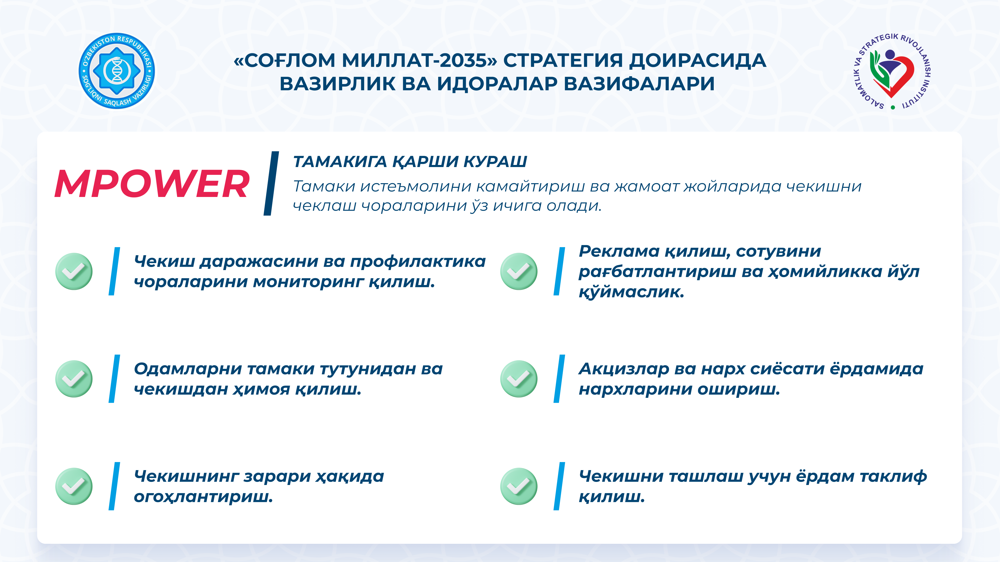 O'ZBEKISTON RESPUBLIKASI
SOG'LIQNI SAQLASH VAZIRLIGI
«СОҒЛОМ МИЛЛАТ-2035» СТРАТЕГИЯ ДОИРАСИДА
ВАЗИРЛИК ВА ИДОРАЛАР ВАЗИФАЛАРИ
SALOMATLIK VA STRATEGIK RIVOJLANISH INSTITUTI
MPOWER
ТАМАКИГА ҚАРШИ КУРАШ
Тамаки истеъмолини камайтириш ва жамоат жойларида чекишни
чеклаш чораларини ўз ичига олади.
Чекиш даражасини ва профилактика
чораларини мониторинг қилиш.
Реклама қилиш, сотувини
рағбатлантириш ва ҳомийликка йўл
қўймаслик.
Одамларни тамаки тутунидан ва
чекишдан ҳимоя қилиш.
Акцизлар ва нарх сиёсати ёрдамида
нархларини ошириш.
Чекишнинг зарари ҳақида
огоҳлантириш.
Чекишни ташлаш учун ёрдам таклиф
қилиш.